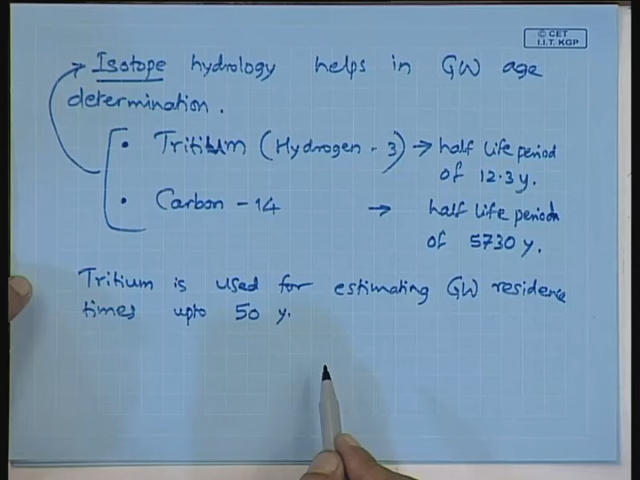 © CET
I.I.T. KGP
Isotope hydrology helps in GW age
determination.
• Tritium (Hydrogen - 3) → half life period
of 12.3 y.
• Carbon - 14 → half life period
of 5730 y.
Tritium is used for estimating GW residence
times upto 50 y.